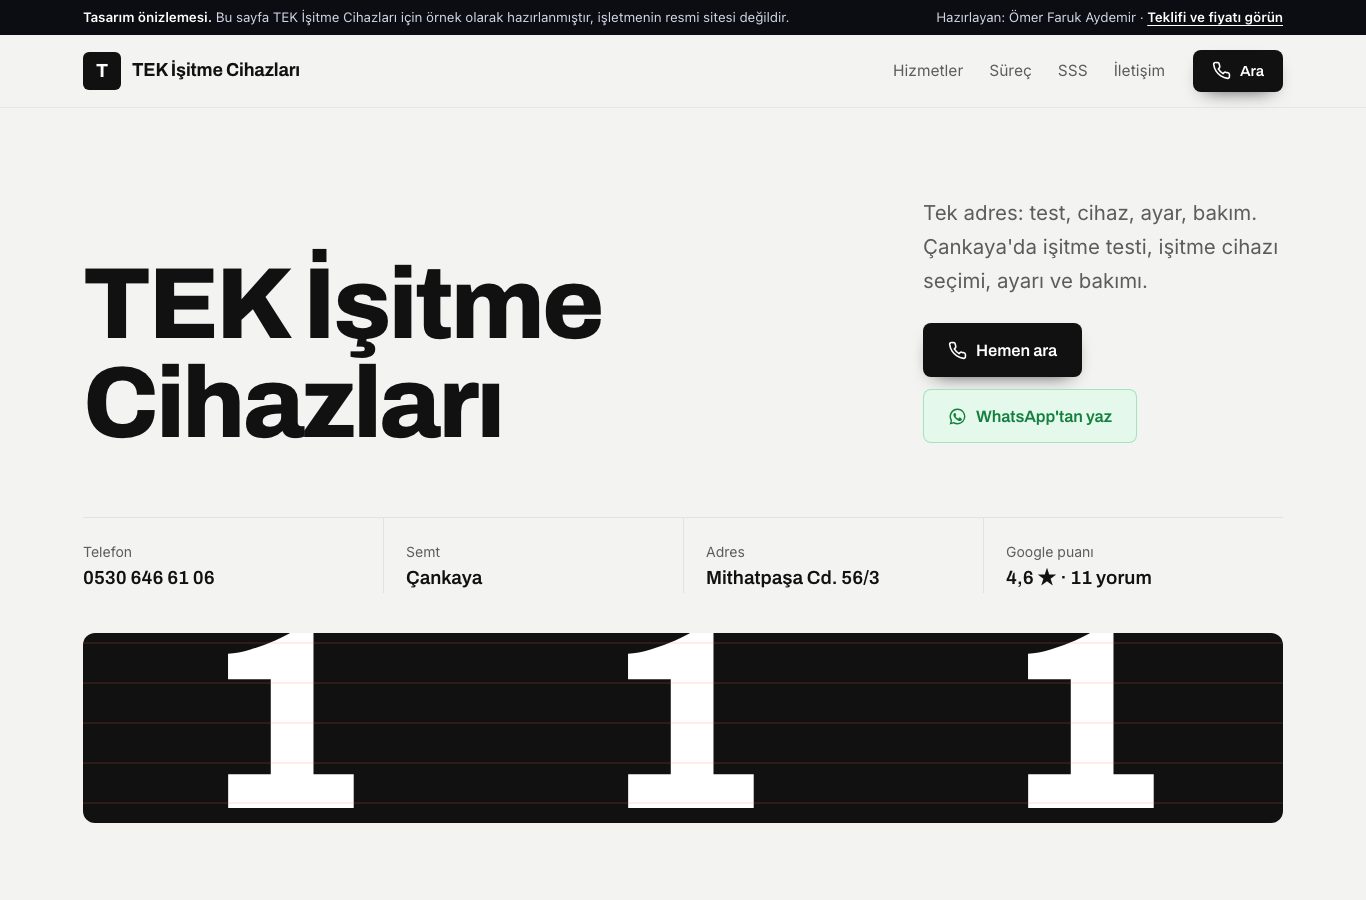 Tasarım önizlemesi. Bu sayfa TEK İşitme Cihazları için örnek olarak hazırlanmıştır, işletmenin resmi sitesi değildir.
Hazırlayan: Ömer Faruk Aydemir · Teklifi ve fiyatı görün
T
TEK İşitme Cihazları
Hizmetler
Süreç
SSS
İletişim
Ara
TEK İşitme
Cihazları
Tek adres: test, cihaz, ayar, bakım.
Çankaya'da işitme testi, işitme cihazı
seçimi, ayarı ve bakımı.
Hemen ara
WhatsApp'tan yaz
Telefon
0530 646 61 06
Semt
Çankaya
Adres
Mithatpaşa Cd. 56/3
Google puanı
4,6 ★ · 11 yorum
1 1 1